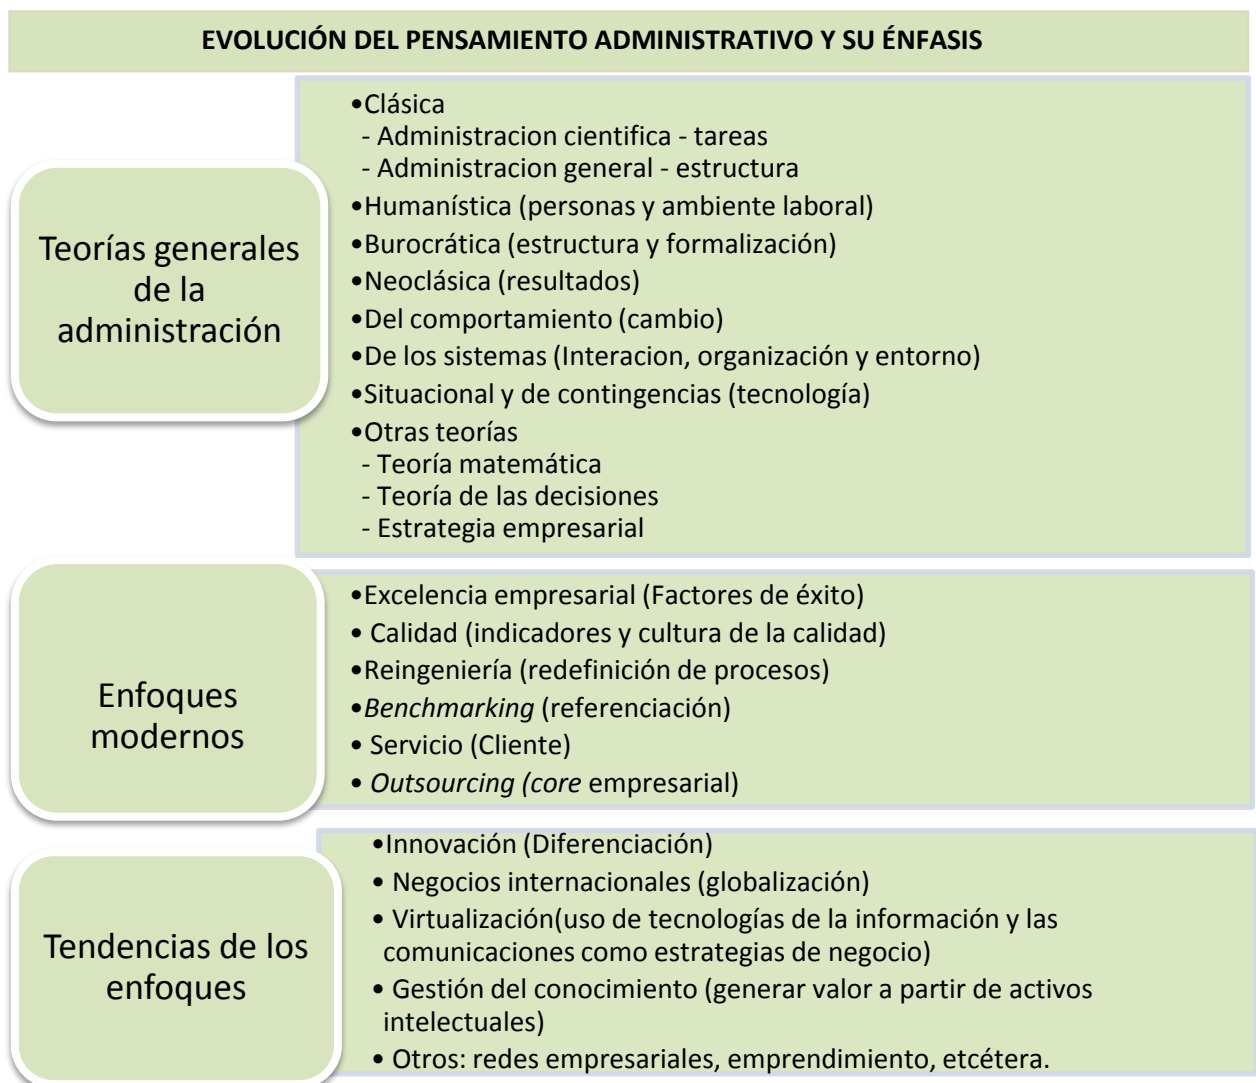 EVOLUCIÓN DEL PENSAMIENTO ADMINISTRATIVO Y SU ÉNFASIS
Teorías generales
de la
administración
•Clásica
- Administracion cientifica - tareas
- Administracion general - estructura
•Humanística (personas y ambiente laboral)
•Burocrática (estructura y formalización)
•Neoclásica (resultados)
•Del comportamiento (cambio)
•De los sistemas (Interacion, organización y entorno)
•Situacional y de contingencias (tecnología)
•Otras teorías
- Teoría matemática
- Teoría de las decisiones
- Estrategia empresarial
Enfoques
modernos
•Excelencia empresarial (Factores de éxito)
• Calidad (indicadores y cultura de la calidad)
•Reingeniería (redefinición de procesos)
•Benchmarking (referenciación)
• Servicio (Cliente)
• Outsourcing (core empresarial)
Tendencias de los
enfoques
•Innovación (Diferenciación)
• Negocios internacionales (globalización)
• Virtualización(uso de tecnologías de la información y las
comunicaciones como estrategias de negocio)
• Gestión del conocimiento (generar valor a partir de activos
intelectuales)
• Otros: redes empresariales, emprendimiento, etcétera.